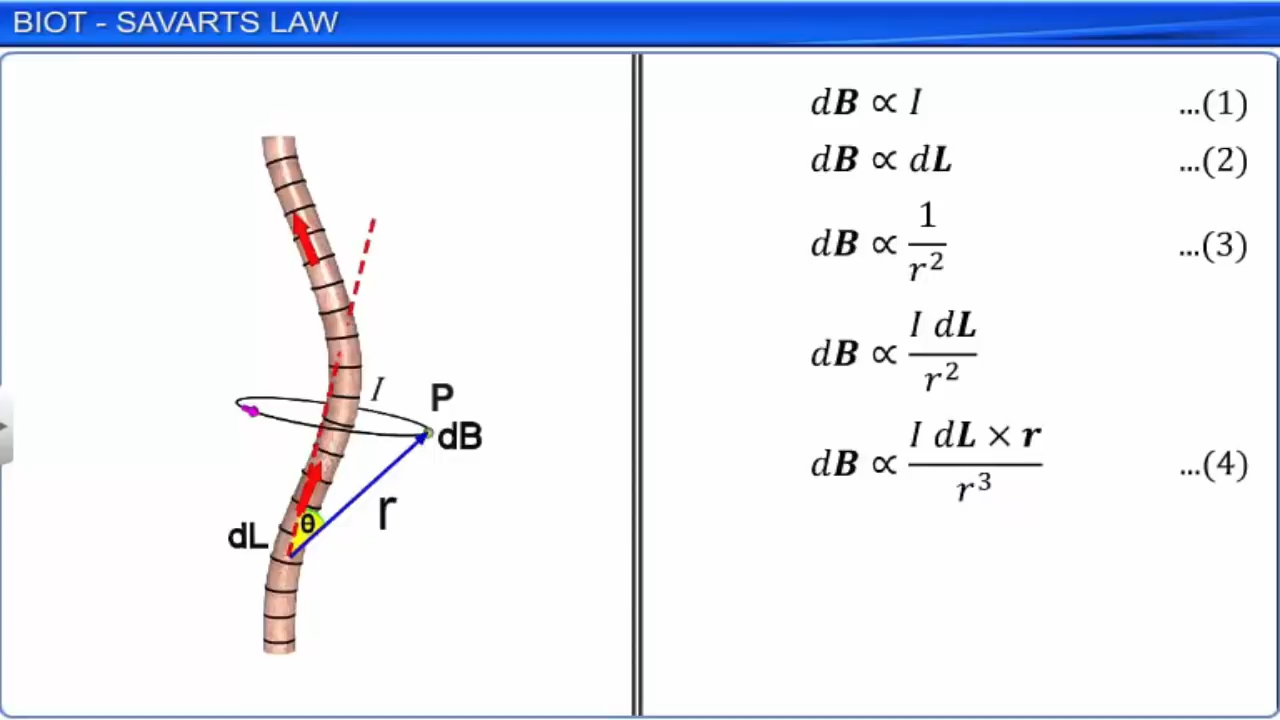 BIOT - SAVARTS LAW
I
P
dB
r
θ
dL
d𝑩 ∝ I ...(1)
d𝑩 ∝ d𝑳 ...(2)
d𝑩 ∝ 1/r² ...(3)
d𝑩 ∝ I d𝑳/r²
d𝑩 ∝ I d𝑳 × 𝒓/r³ ...(4)